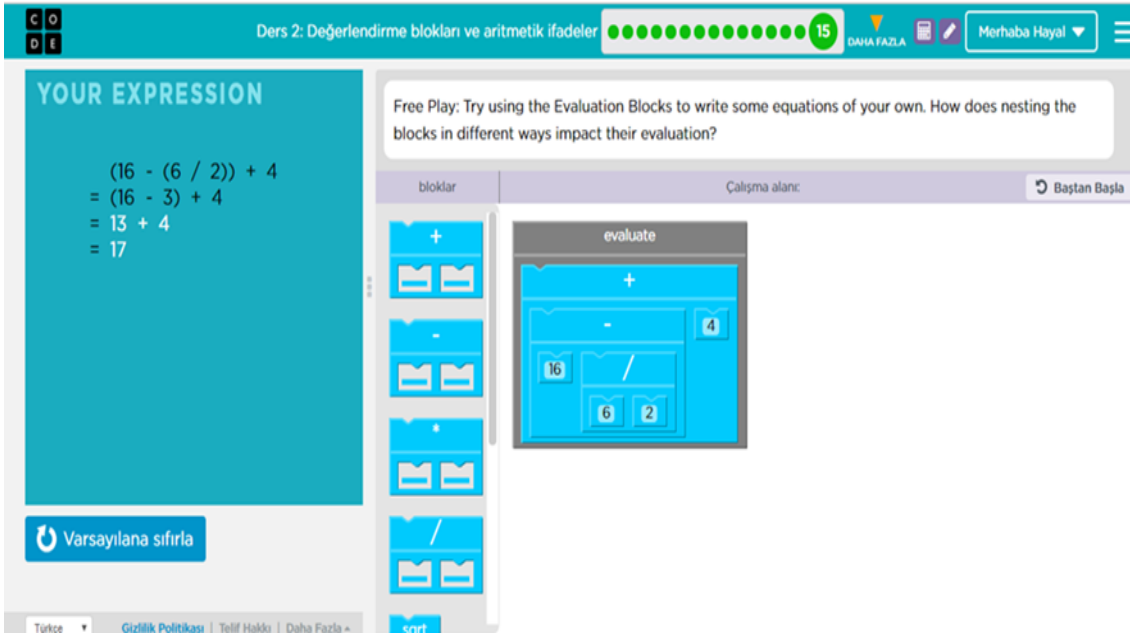 C O
D E
Ders 2: Değerlendirme blokları ve aritmetik ifadeler
15
DAHA FAZLA
Merhaba Hayal
YOUR EXPRESSION
(16 - (6 / 2)) + 4
= (16 - 3) + 4
= 13 + 4
= 17
Varsayılana sıfırla
Free Play: Try using the Evaluation Blocks to write some equations of your own. How does nesting the
blocks in different ways impact their evaluation?
bloklar
Çalışma alanı:
Baştan Başla
+
-
*
/
sqrt
evaluate
+
-
4
16
/
6 2
Türkçe
Gizlilik Politikası | Telif Hakkı | Daha Fazla